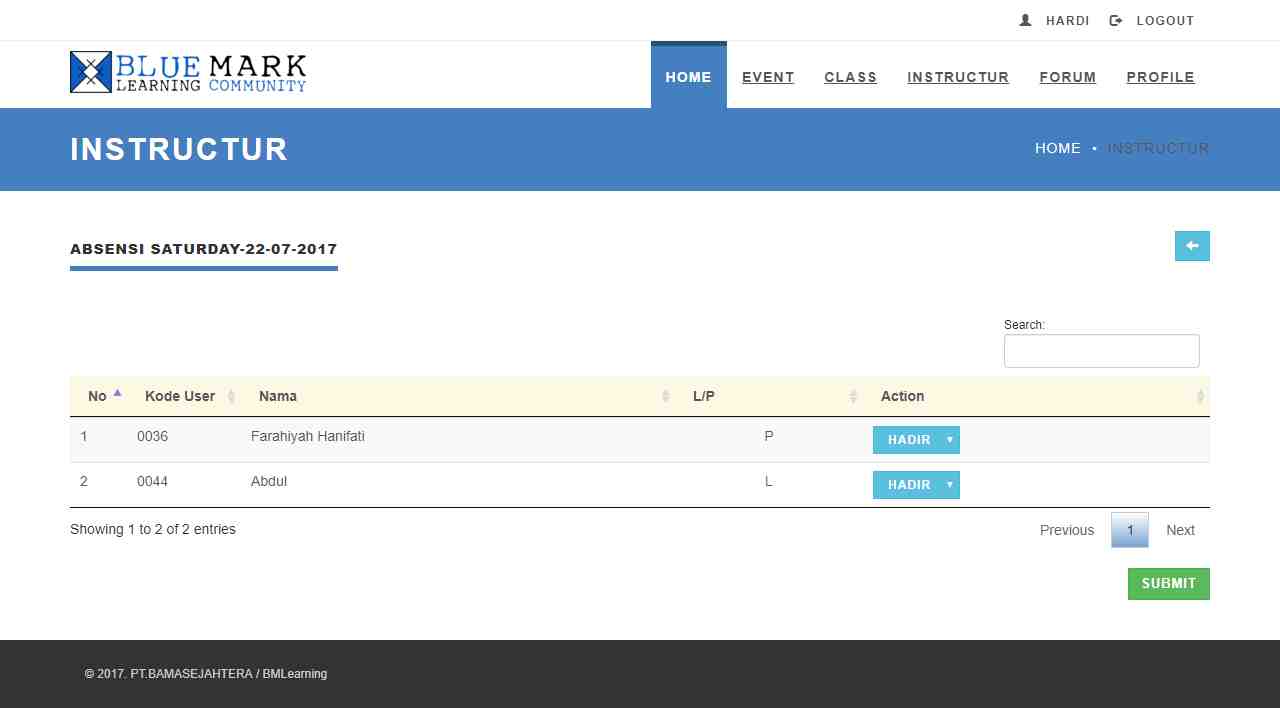 HARDI LOGOUT
BLUE MARK
LEARNING COMMUNITY
HOME EVENT CLASS INSTRUCTUR FORUM PROFILE
INSTRUCTUR
HOME • INSTRUCTUR
ABSENSI SATURDAY-22-07-2017
Search:
No Kode User Nama L/P Action
1 0036 Farahiyah Hanifati P HADIR
2 0044 Abdul L HADIR
Showing 1 to 2 of 2 entries
Previous 1 Next
SUBMIT
© 2017. PT.BAMASEJAHTERA / BMLearning